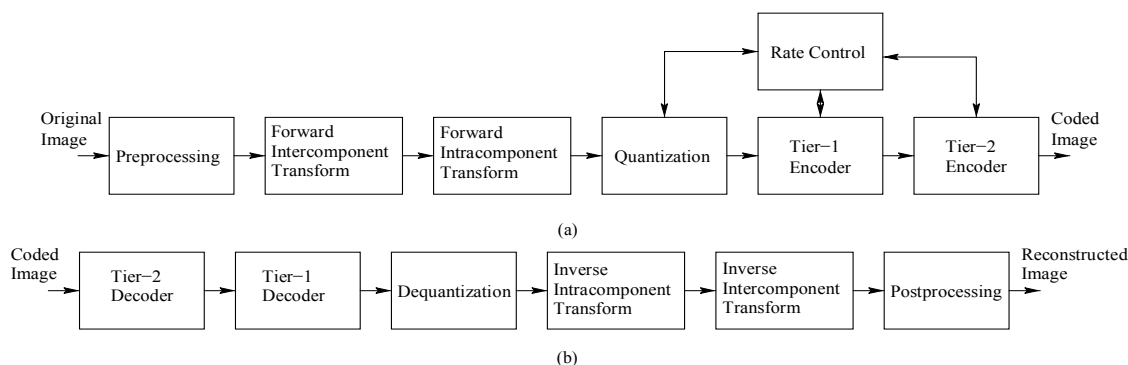 Rate Control
Original
Image
Preprocessing
Forward
Intercomponent
Transform
Forward
Intracomponent
Transform
Quantization
Tier−1
Encoder
Tier−2
Encoder
Coded
Image
(a)
Coded
Image
Tier−2
Decoder
Tier−1
Decoder
Dequantization
Inverse
Intracomponent
Transform
Inverse
Intercomponent
Transform
Postprocessing
Reconstructed
Image
(b)